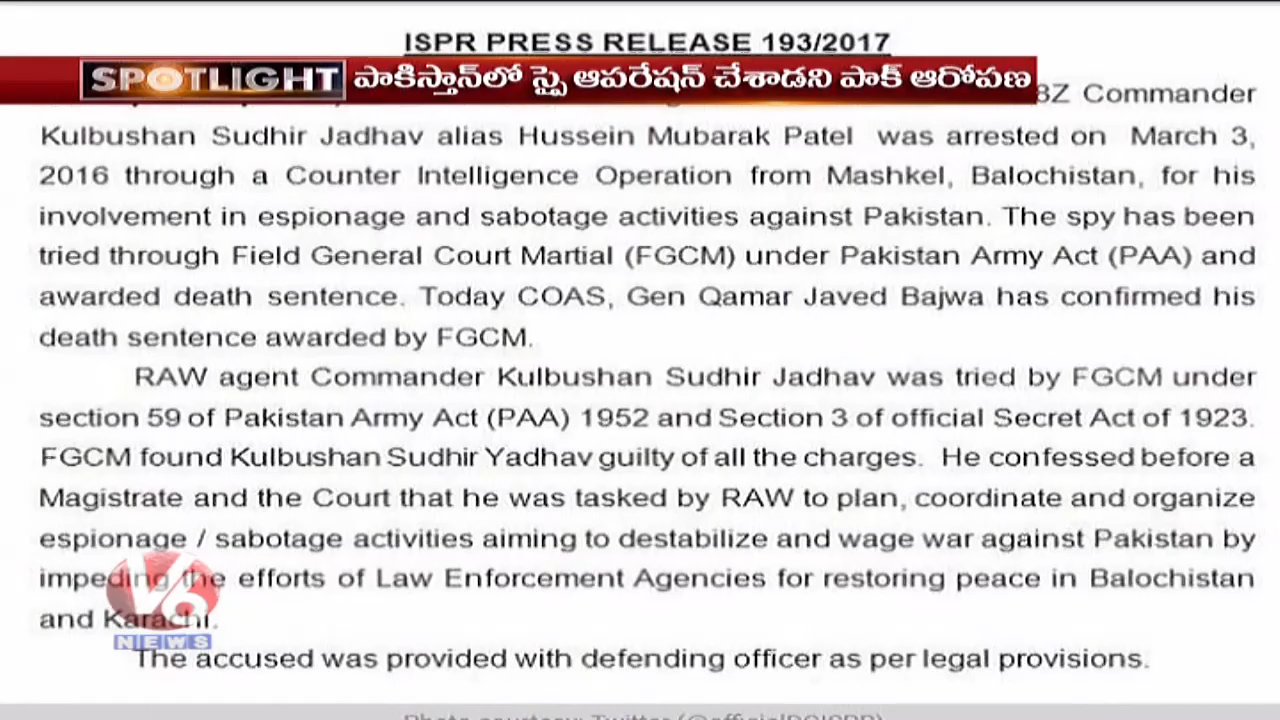 ISPR PRESS RELEASE 193/2017
SPOTLIGHT పాకిస్తాన్‌లో స్పై ఆపరేషన్ చేశాడని పాక్ ఆరోపణ
8Z Commander
Kulbushan Sudhir Jadhav alias Hussein Mubarak Patel was arrested on March 3,
2016 through a Counter Intelligence Operation from Mashkel, Balochistan, for his
involvement in espionage and sabotage activities against Pakistan. The spy has been
tried through Field General Court Martial (FGCM) under Pakistan Army Act (PAA) and
awarded death sentence. Today COAS, Gen Qamar Javed Bajwa has confirmed his
death sentence awarded by FGCM.
RAW agent Commander Kulbushan Sudhir Jadhav was tried by FGCM under
section 59 of Pakistan Army Act (PAA) 1952 and Section 3 of official Secret Act of 1923.
FGCM found Kulbushan Sudhir Yadhav guilty of all the charges. He confessed before a
Magistrate and the Court that he was tasked by RAW to plan, coordinate and organize
espionage / sabotage activities aiming to destabilize and wage war against Pakistan by
impeding the efforts of Law Enforcement Agencies for restoring peace in Balochistan
and Karachi.
V6
NEWS
The accused was provided with defending officer as per legal provisions.